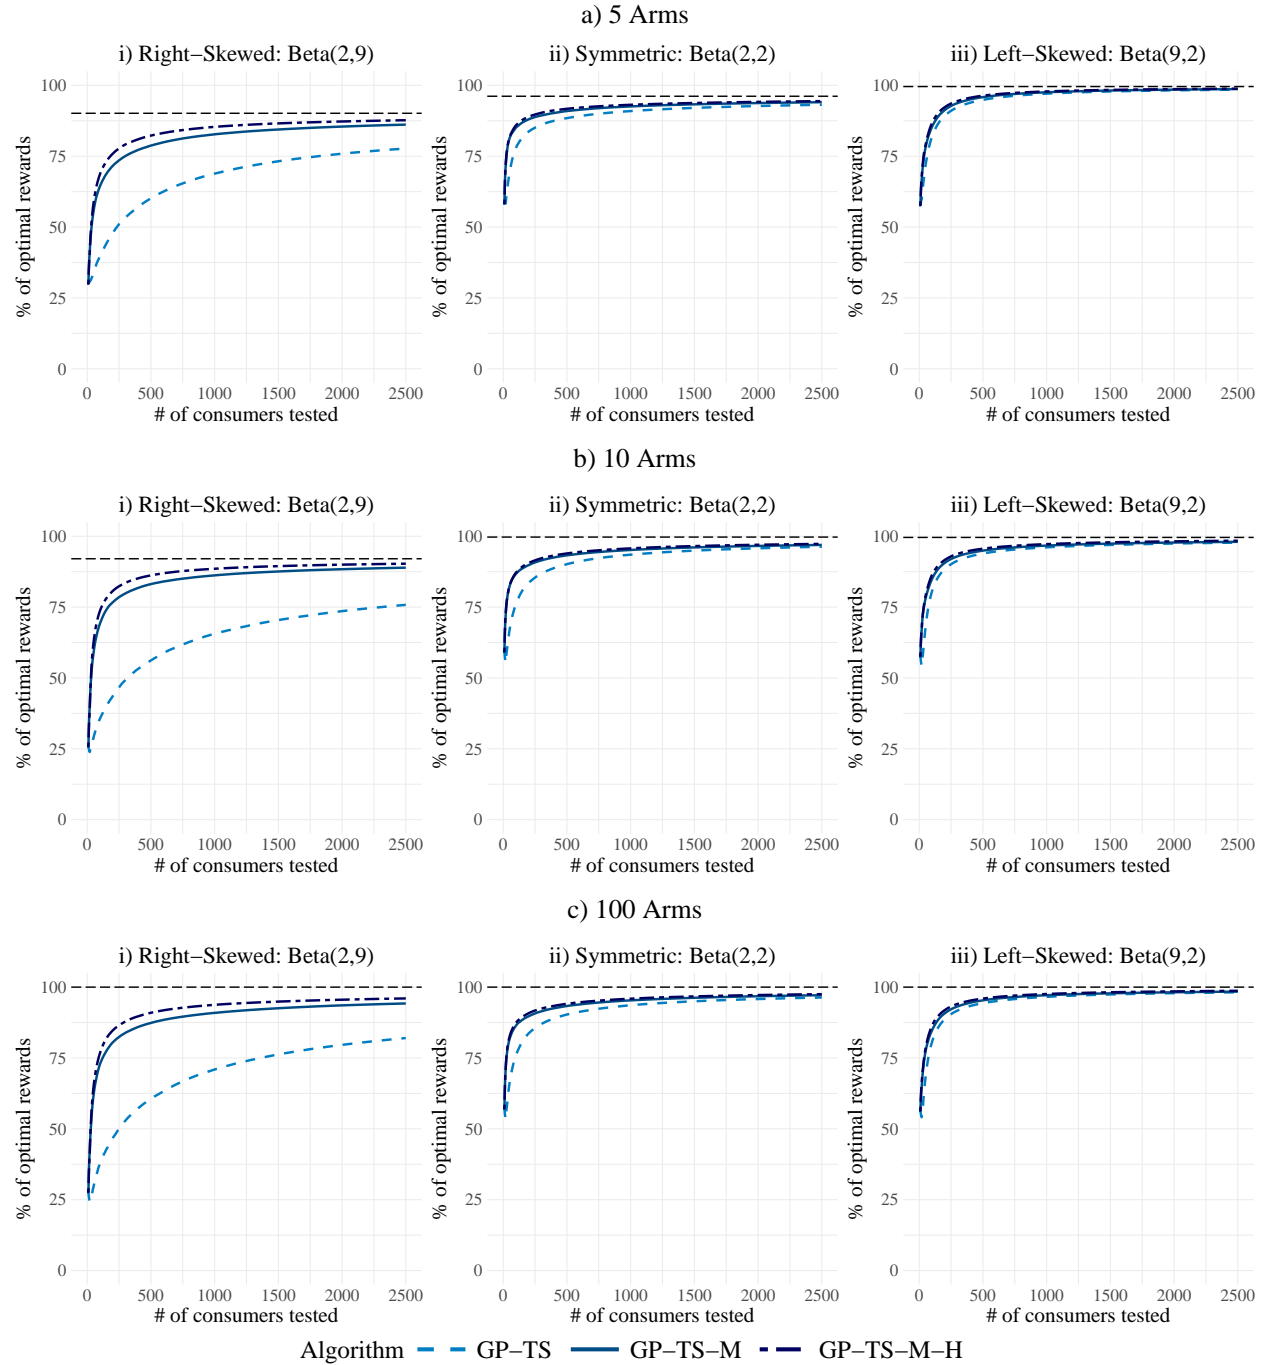 a) 5 Arms
i) Right−Skewed: Beta(2,9)
ii) Symmetric: Beta(2,2)
iii) Left−Skewed: Beta(9,2)
% of optimal rewards
100
75
50
25
0
0 500 1000 1500 2000 2500
# of consumers tested
% of optimal rewards
100
75
50
25
0
0 500 1000 1500 2000 2500
# of consumers tested
% of optimal rewards
100
75
50
25
0
0 500 1000 1500 2000 2500
# of consumers tested
b) 10 Arms
i) Right−Skewed: Beta(2,9)
ii) Symmetric: Beta(2,2)
iii) Left−Skewed: Beta(9,2)
% of optimal rewards
100
75
50
25
0
0 500 1000 1500 2000 2500
# of consumers tested
% of optimal rewards
100
75
50
25
0
0 500 1000 1500 2000 2500
# of consumers tested
% of optimal rewards
100
75
50
25
0
0 500 1000 1500 2000 2500
# of consumers tested
c) 100 Arms
i) Right−Skewed: Beta(2,9)
ii) Symmetric: Beta(2,2)
iii) Left−Skewed: Beta(9,2)
% of optimal rewards
100
75
50
25
0
0 500 1000 1500 2000 2500
# of consumers tested
% of optimal rewards
100
75
50
25
0
0 500 1000 1500 2000 2500
# of consumers tested
% of optimal rewards
100
75
50
25
0
0 500 1000 1500 2000 2500
# of consumers tested
Algorithm GP−TS GP−TS−M GP−TS−M−H